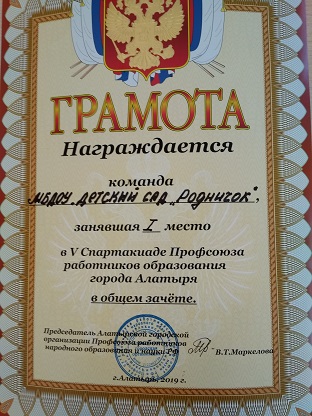 ГРАМОТА
Награждается
команда
МБДОУ "Детский сад "Родничок",
занявшая I место
в V Спартакиаде Профсоюза
работников образования
города Алатыря
в общем зачёте.
Председатель Алатырской городской
организации Профсоюза работников
народного образования и науки РФ В.Т.Маркелова
г.Алатырь, 2019 г.